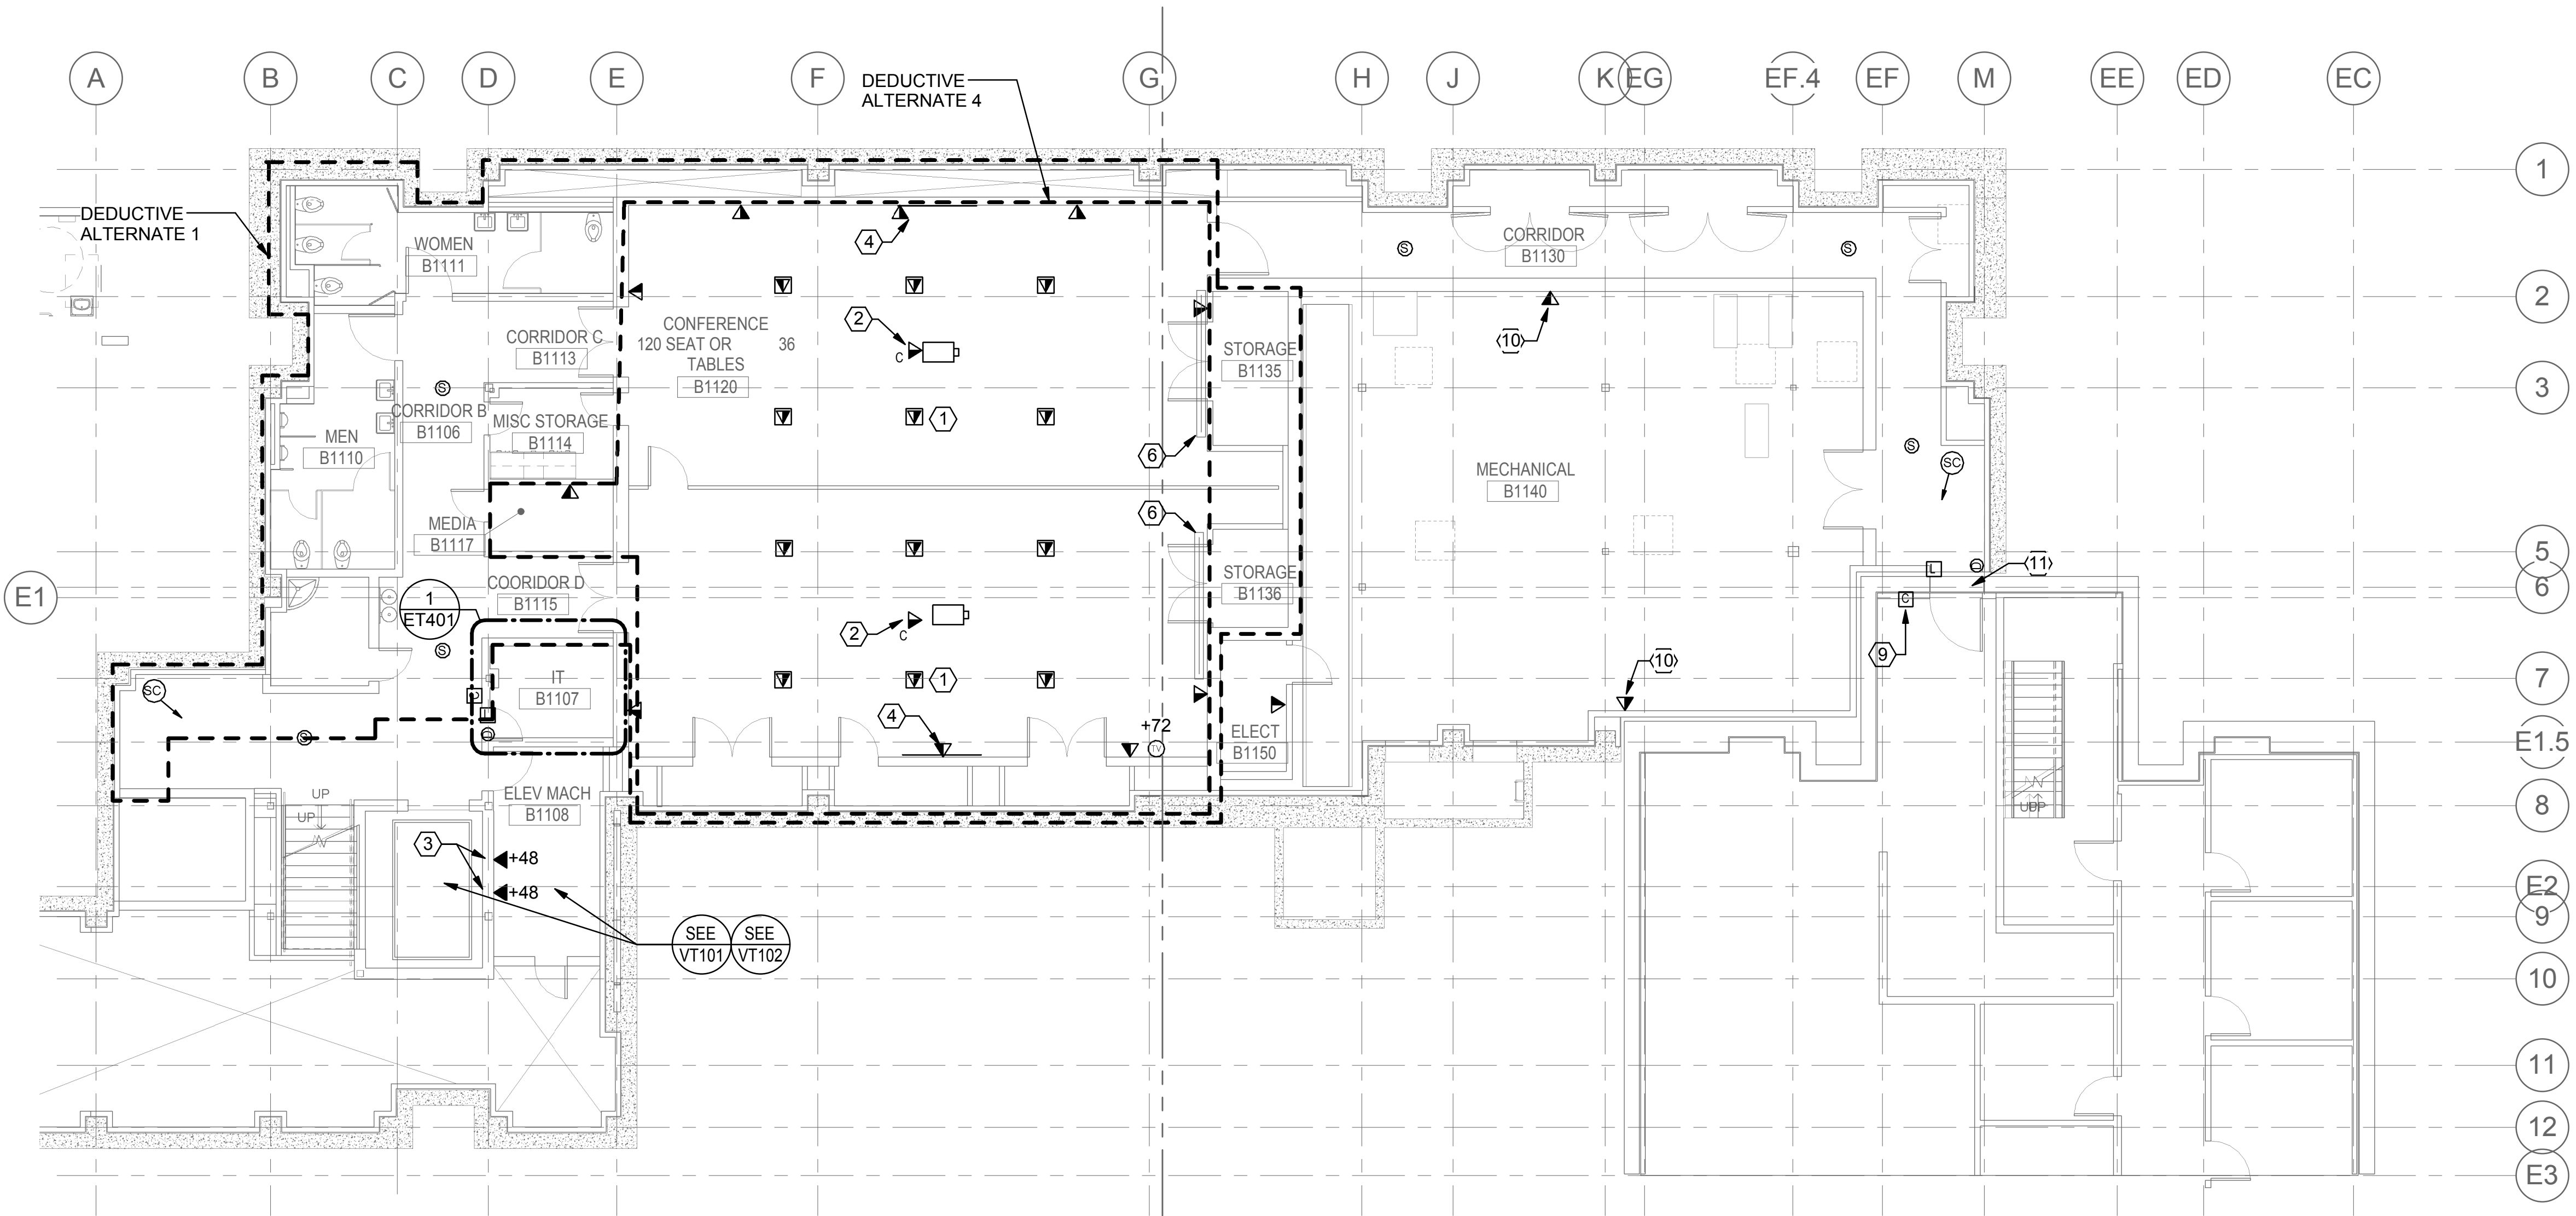 A
B
C
D
E
F
G
H
J
K
EG
EF.4
EF
M
EE
ED
EC
DEDUCTIVE
ALTERNATE 4
1
DEDUCTIVE
ALTERNATE 1
WOMEN
B1111
4
S
CORRIDOR
B1130
S
2
CORRIDOR C
B1113
CONFERENCE
120 SEAT OR 36
TABLES
B1120
2
C
STORAGE
B1135
10
3
S
CORRIDOR B
B1106
MISC STORAGE
B1114
1
MEN
B1110
6
MECHANICAL
B1140
S
SC
MEDIA
B1117
6
5
E1
1
ET401
COORIDOR D
B1115
STORAGE
B1136
L
D
11
6
C
9
2
C
S
IT
B1107
1
10
7
SC
S
L
D
4
+72
TV
ELECT
B1150
E1.5
UP
UP
ELEV MACH
B1108
UP
8
3
+48
+48
E2
9
SEE
VT101
SEE
VT102
10
11
12
E3